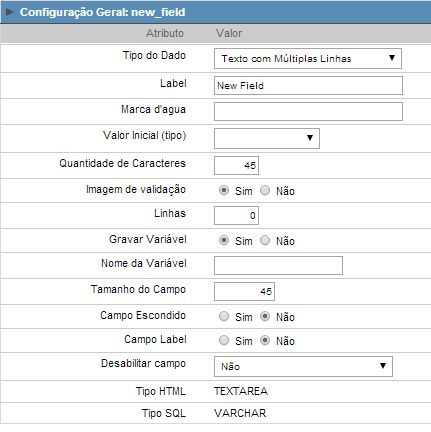 Configuração Geral: new_field
Atributo Valor
Tipo do Dado Texto com Múltiplas Linhas
Label New Field
Marca d'agua
Valor Inicial (tipo)
Quantidade de Caracteres 45
Imagem de validação Sim Não
Linhas 0
Gravar Variável Sim Não
Nome da Variável
Tamanho do Campo 45
Campo Escondido Sim Não
Campo Label Sim Não
Desabilitar campo Não
Tipo HTML TEXTAREA
Tipo SQL VARCHAR